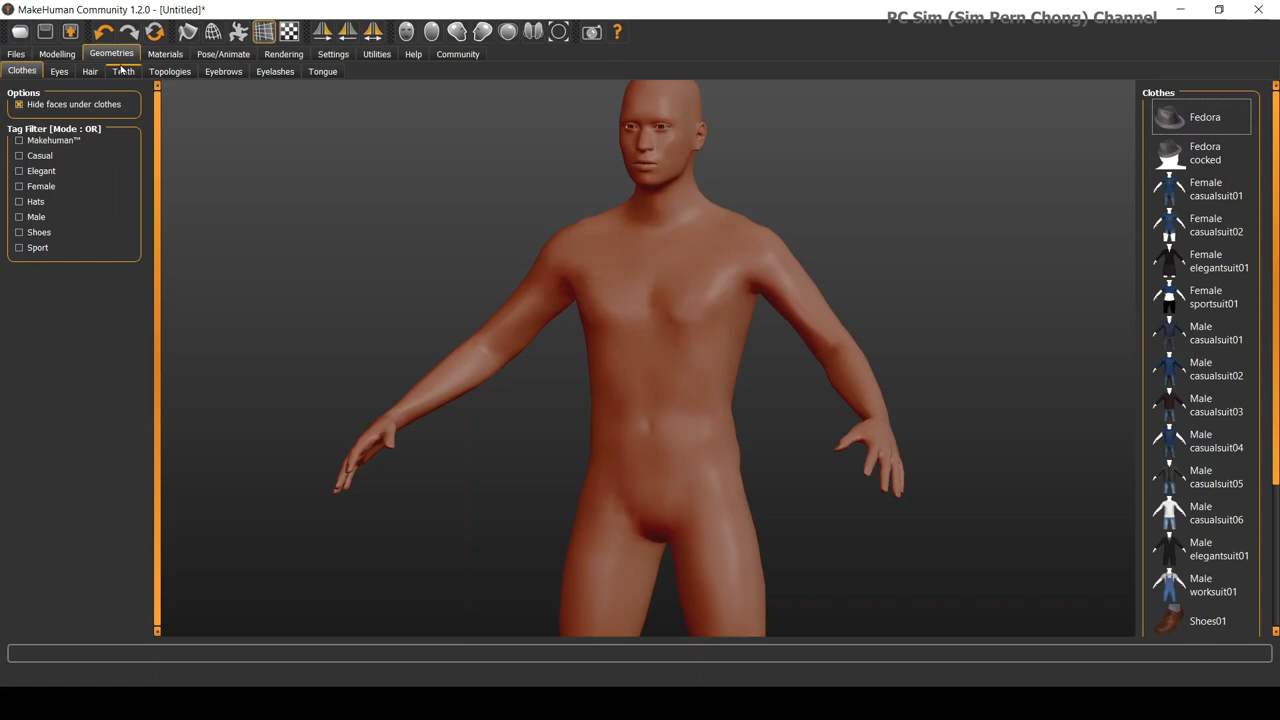 MakeHuman Community 1.2.0 - [Untitled]*
PC Sim (Sim Pern Chong) Channel
Files Modelling Geometries Materials Pose/Animate Rendering Settings Utilities Help Community
Clothes Eyes Hair Teeth Topologies Eyebrows Eyelashes Tongue
Options
Hide faces under clothes
Tag Filter [Mode : OR]
Makehuman™
Casual
Elegant
Female
Hats
Male
Shoes
Sport
Clothes
Fedora
Fedora
cocked
Female
casualsuit01
Female
casualsuit02
Female
elegantsuit01
Female
sportsuit01
Male
casualsuit01
Male
casualsuit02
Male
casualsuit03
Male
casualsuit04
Male
casualsuit05
Male
casualsuit06
Male
elegantsuit01
Male
worksuit01
Shoes01